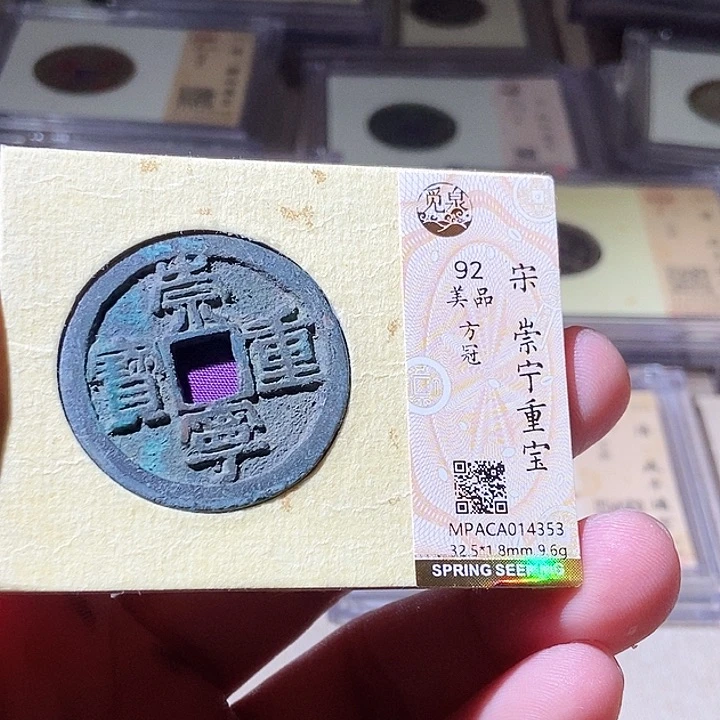 崇
重
寧
寳
觅泉
92
美品
方冠
宋 崇宁重宝
MPACA014353
32.5*1.8mm 9.6g
SPRING SEEKING